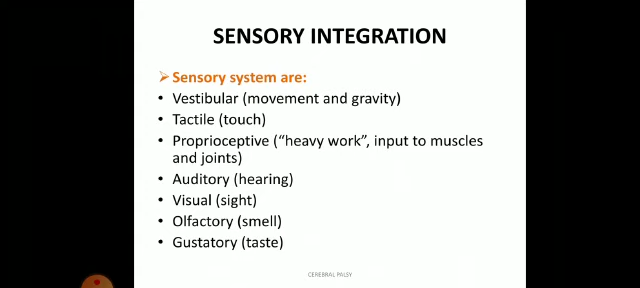 SENSORY INTEGRATION
➢ Sensory system are:
• Vestibular (movement and gravity)
• Tactile (touch)
• Proprioceptive (“heavy work”, input to muscles
and joints)
• Auditory (hearing)
• Visual (sight)
• Olfactory (smell)
• Gustatory (taste)
CEREBRAL PALSY